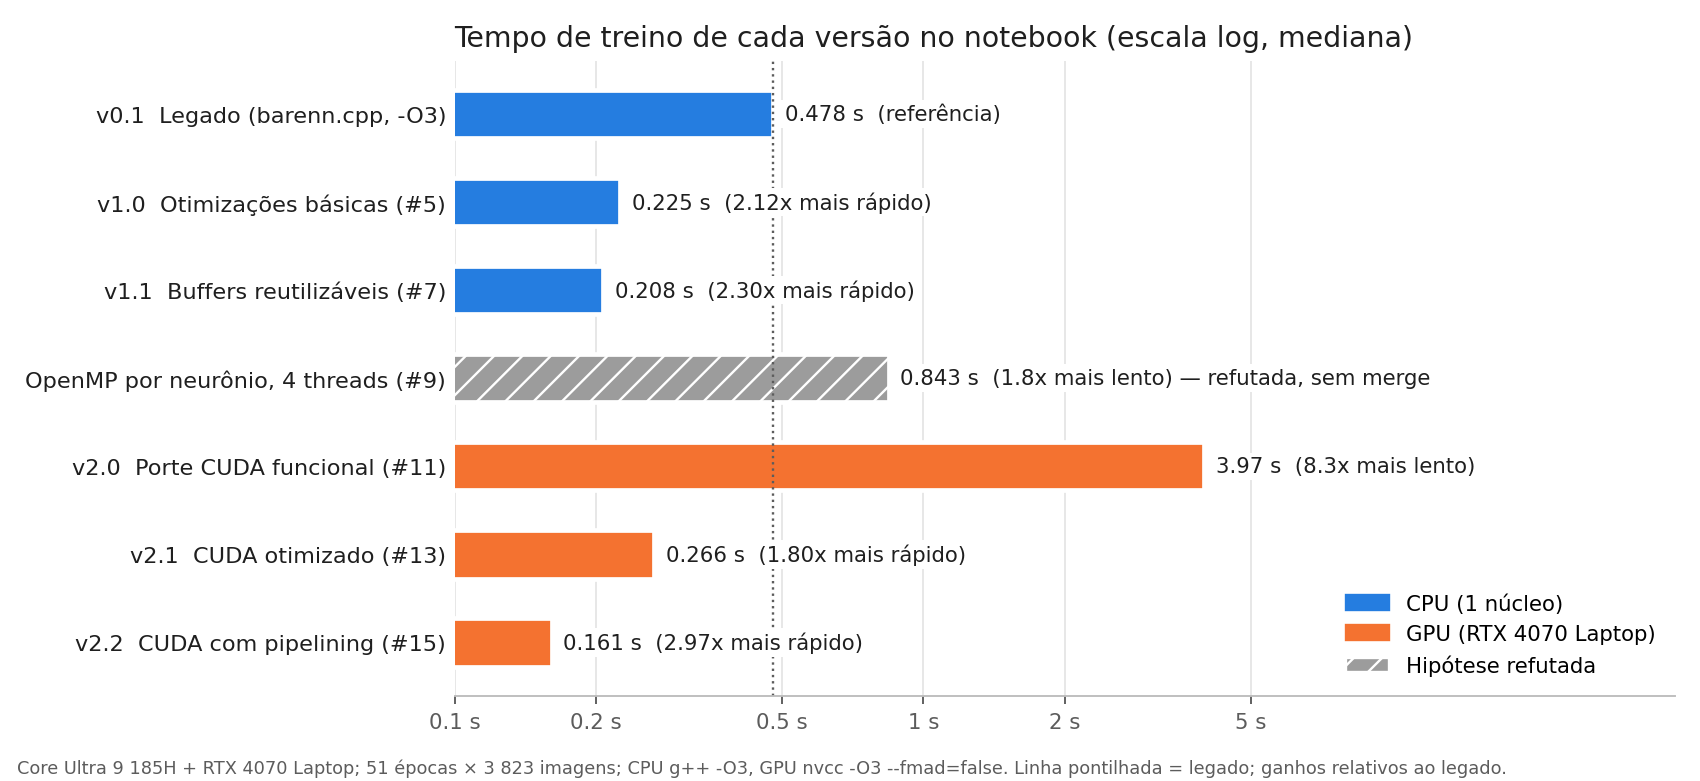 Tempo de treino de cada versão no notebook (escala log, mediana)
v0.1 Legado (barenn.cpp, -O3) 0.478 s (referência)
v1.0 Otimizações básicas (#5) 0.225 s (2.12x mais rápido)
v1.1 Buffers reutilizáveis (#7) 0.208 s (2.30x mais rápido)
OpenMP por neurônio, 4 threads (#9) 0.843 s (1.8x mais lento) — refutada, sem merge
v2.0 Porte CUDA funcional (#11) 3.97 s (8.3x mais lento)
v2.1 CUDA otimizado (#13) 0.266 s (1.80x mais rápido)
v2.2 CUDA com pipelining (#15) 0.161 s (2.97x mais rápido)
CPU (1 núcleo)
GPU (RTX 4070 Laptop)
Hipótese refutada
0.1 s 0.2 s 0.5 s 1 s 2 s 5 s
Core Ultra 9 185H + RTX 4070 Laptop; 51 épocas × 3 823 imagens; CPU g++ -O3, GPU nvcc -O3 --fmad=false. Linha pontilhada = legado; ganhos relativos ao legado.